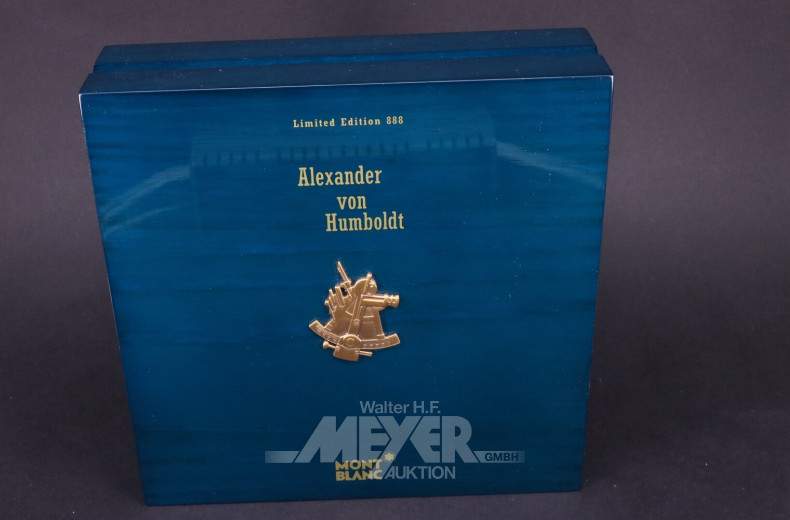 Limited Edition 888
Alexander
von
Humboldt
Walter H.F.
MEYER
GMBH
MONT
BLANC
AUKTION